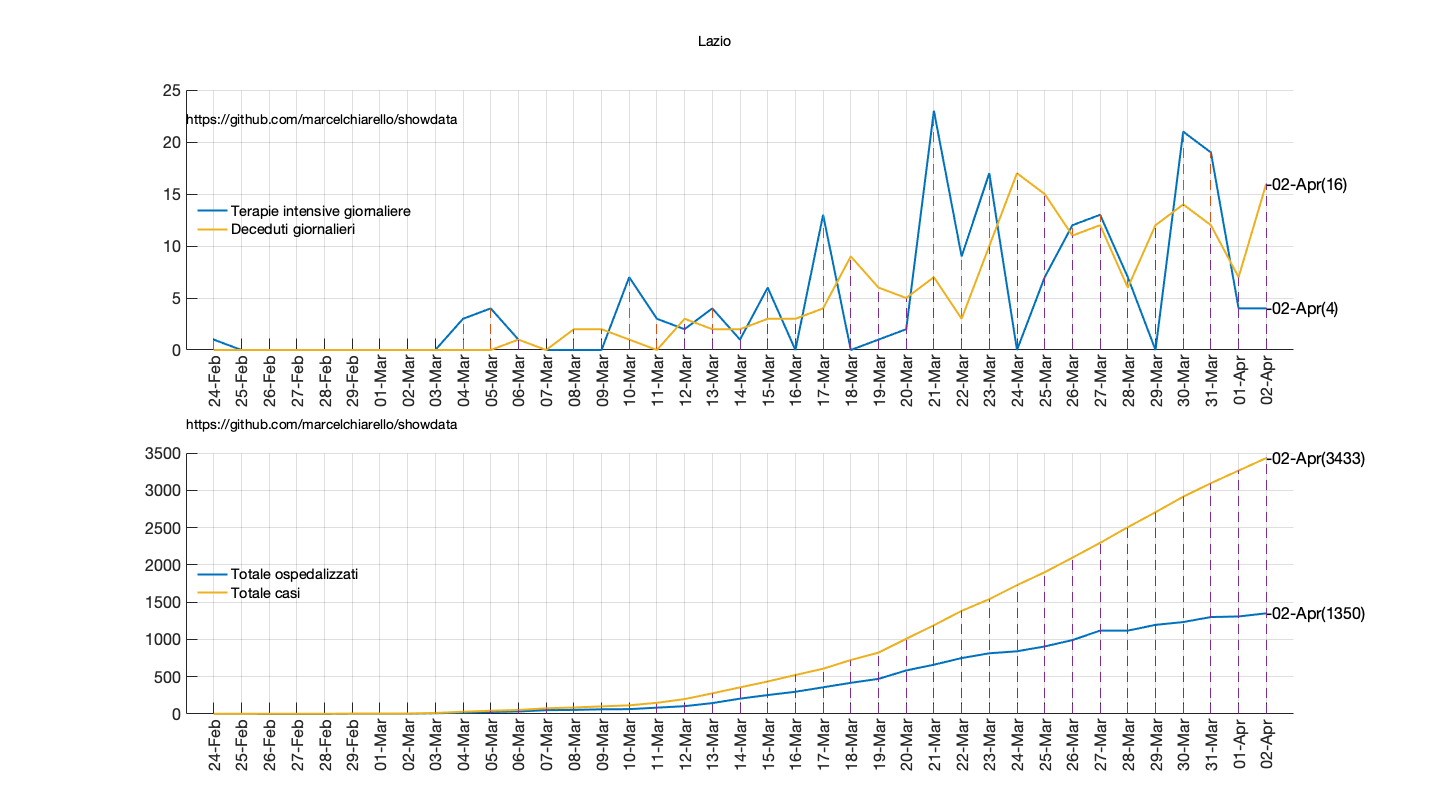 Lazio
25
https://github.com/marcelchiarello/showdata
20
15
-02-Apr(16)
Terapie intensive giornaliere
Deceduti giornalieri
10
5
-02-Apr(4)
0
24-Feb
25-Feb
26-Feb
27-Feb
28-Feb
29-Feb
01-Mar
02-Mar
03-Mar
04-Mar
05-Mar
06-Mar
07-Mar
08-Mar
09-Mar
10-Mar
11-Mar
12-Mar
13-Mar
14-Mar
15-Mar
16-Mar
17-Mar
18-Mar
19-Mar
20-Mar
21-Mar
22-Mar
23-Mar
24-Mar
25-Mar
26-Mar
27-Mar
28-Mar
29-Mar
30-Mar
31-Mar
01-Apr
02-Apr
https://github.com/marcelchiarello/showdata
3500
-02-Apr(3433)
3000
2500
2000
Totale ospedalizzati
Totale casi
1500
-02-Apr(1350)
1000
500
0
24-Feb
25-Feb
26-Feb
27-Feb
28-Feb
29-Feb
01-Mar
02-Mar
03-Mar
04-Mar
05-Mar
06-Mar
07-Mar
08-Mar
09-Mar
10-Mar
11-Mar
12-Mar
13-Mar
14-Mar
15-Mar
16-Mar
17-Mar
18-Mar
19-Mar
20-Mar
21-Mar
22-Mar
23-Mar
24-Mar
25-Mar
26-Mar
27-Mar
28-Mar
29-Mar
30-Mar
31-Mar
01-Apr
02-Apr